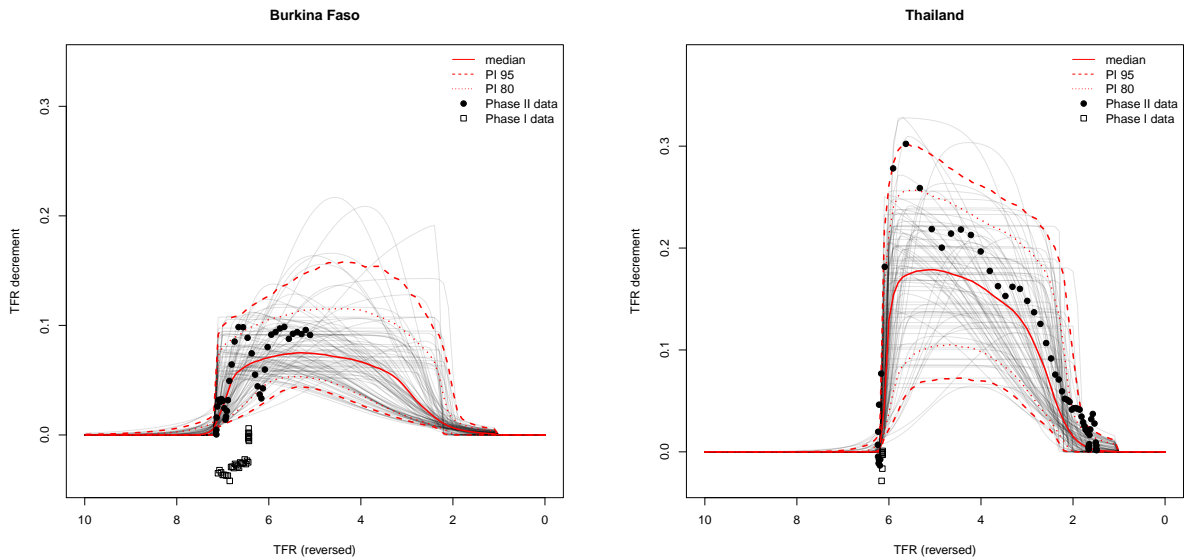 Burkina Faso
median
PI 95
PI 80
Phase II data
Phase I data
TFR decrement
0.3
0.2
0.1
0.0
10
8
6
4
2
0
TFR (reversed)
Thailand
median
PI 95
PI 80
Phase II data
Phase I data
TFR decrement
0.3
0.2
0.1
0.0
10
8
6
4
2
0
TFR (reversed)